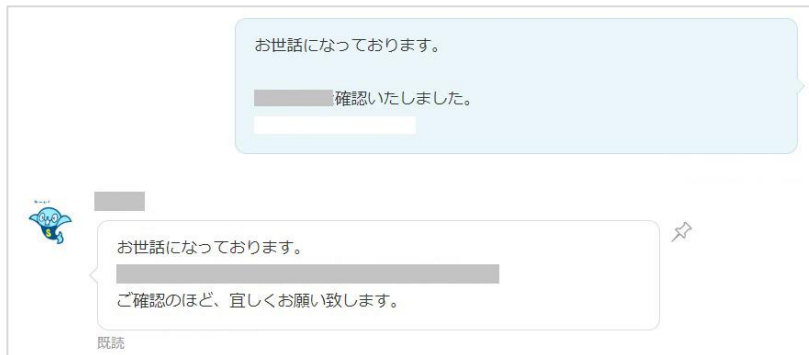 お世話になっております。
確認いたしました。
お世話になっております。
ご確認のほど、宜しくお願い致します。
既読